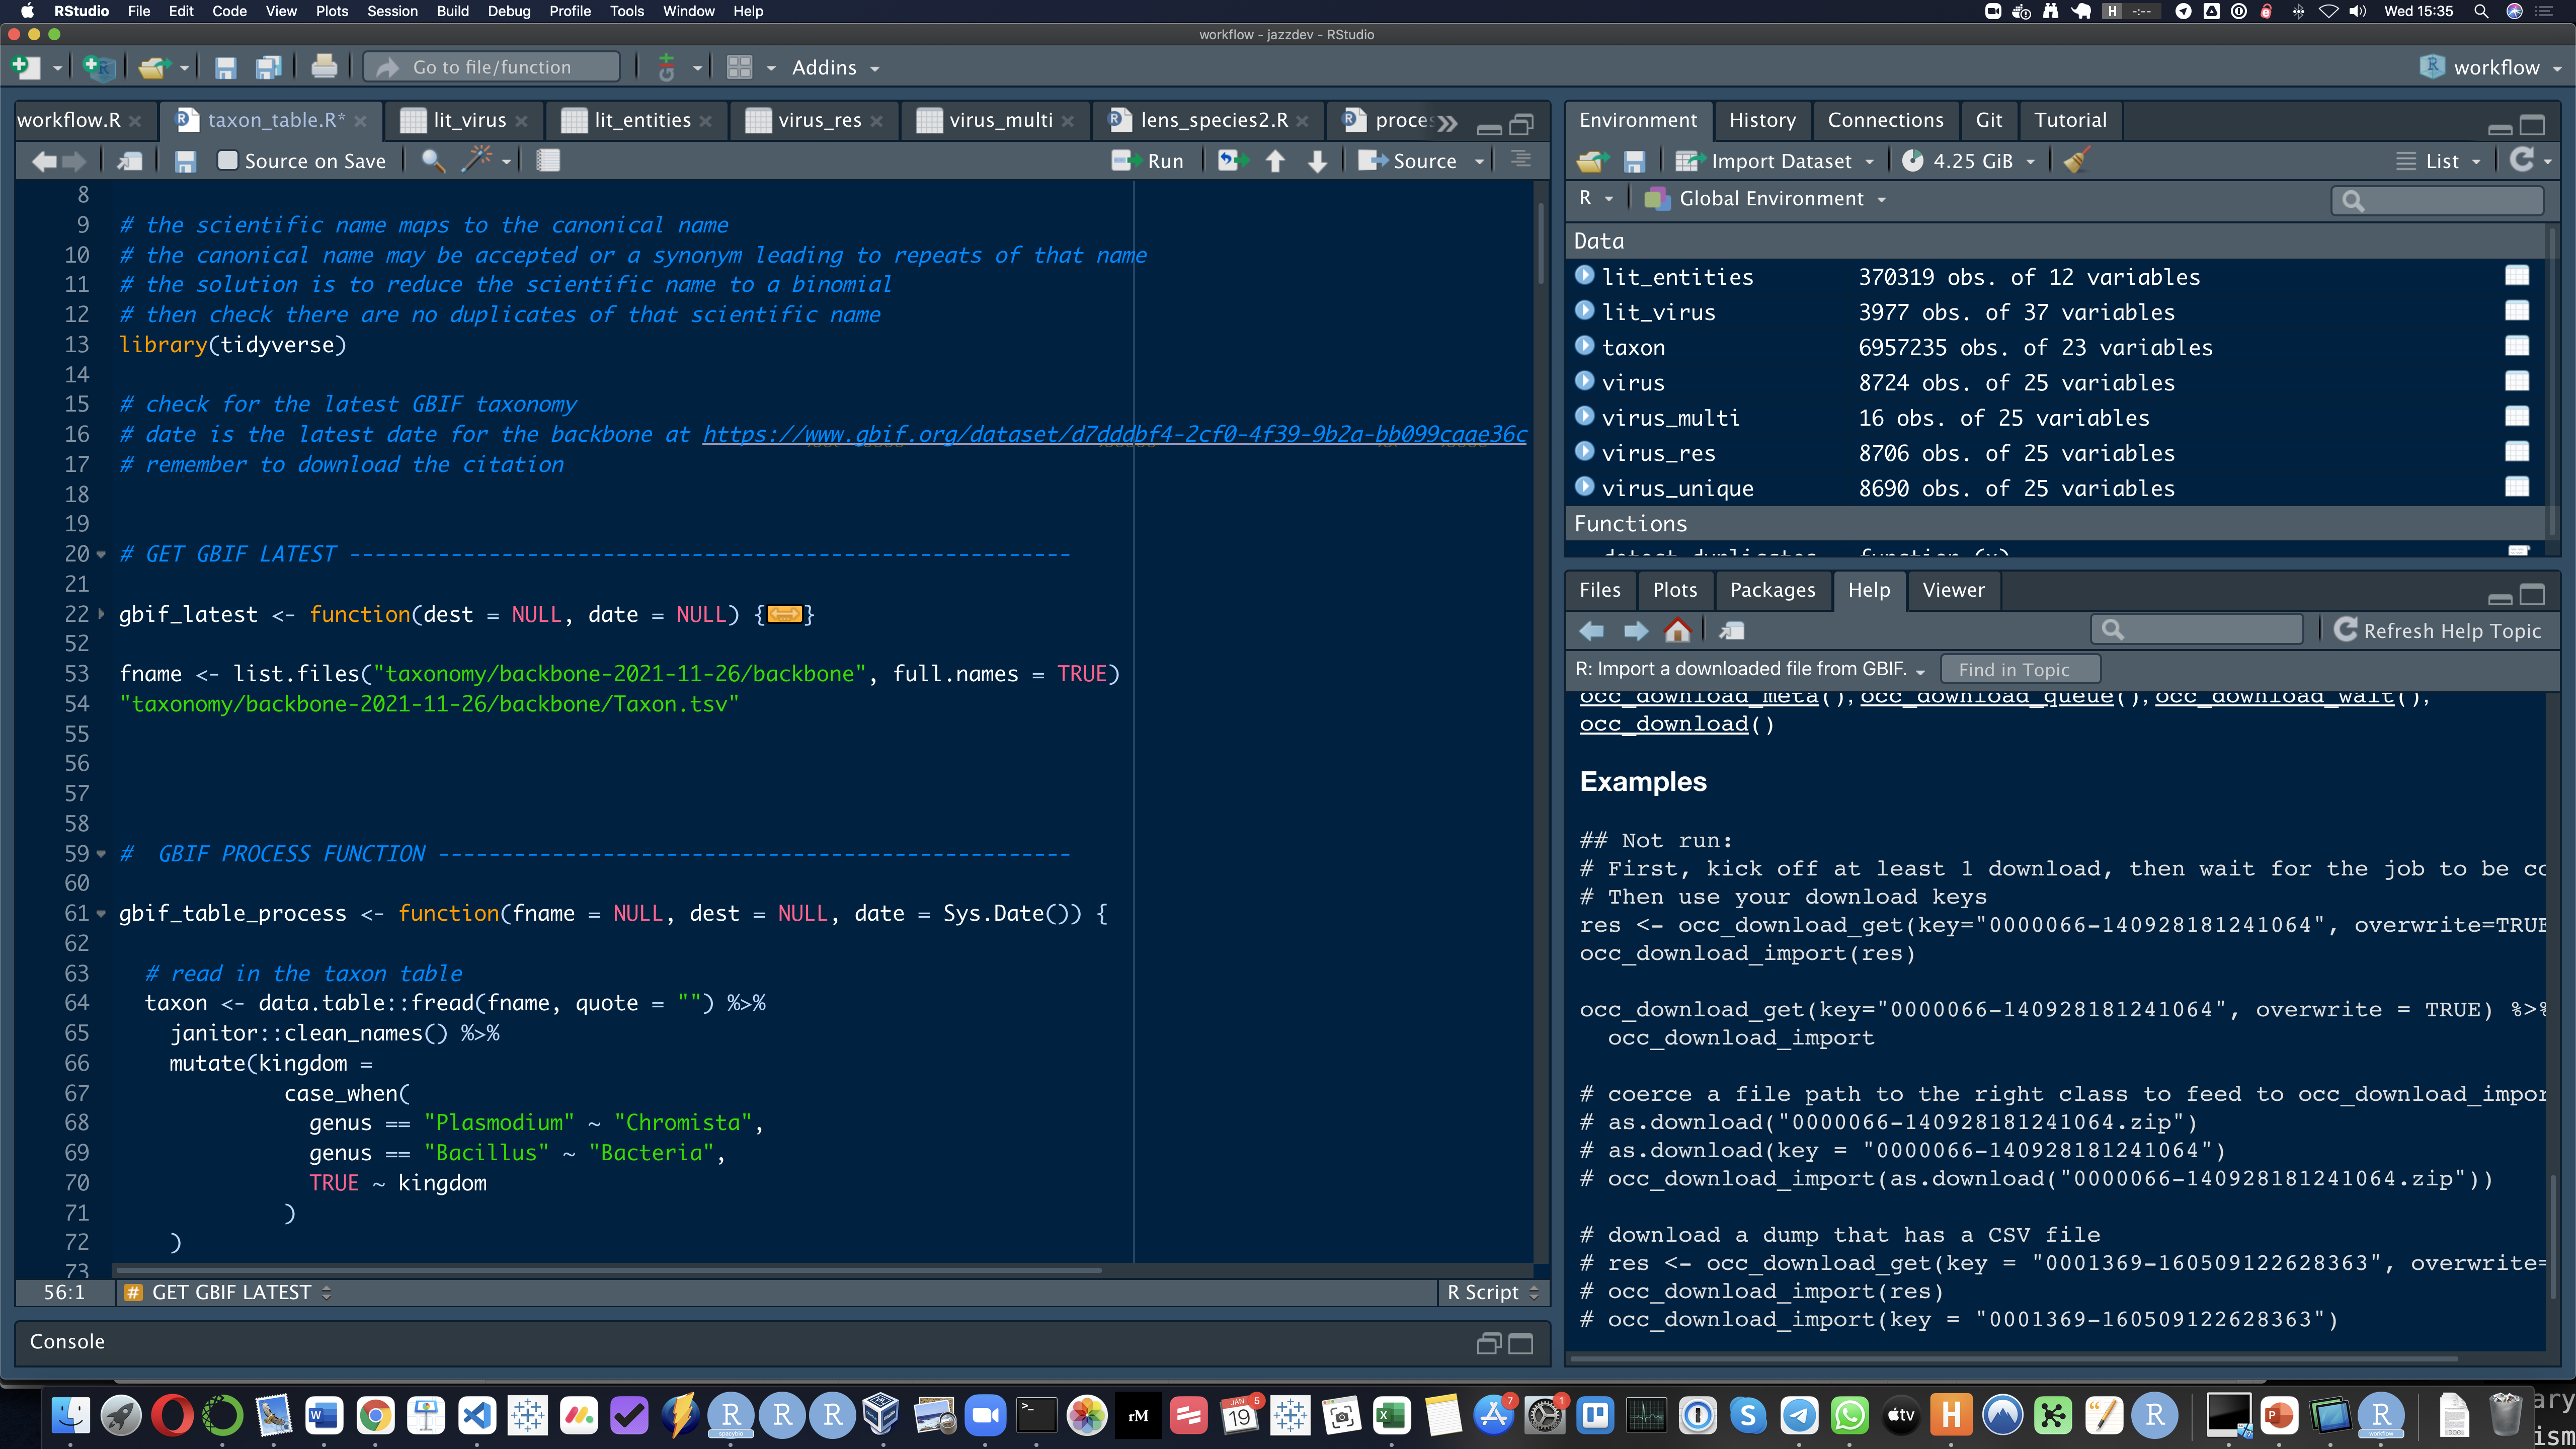 RStudio File Edit Code View Plots Session Build Debug Profile Tools Window Help
H -:-- Wed 15:35
workflow - jazzdev - RStudio
Go to file/function Addins workflow
workflow.R taxon_table.R* lit_virus lit_entities virus_res virus_multi lens_species2.R proces
Source on Save Run Source
8
9 # the scientific name maps to the canonical name
10 # the canonical name may be accepted or a synonym leading to repeats of that name
11 # the solution is to reduce the scientific name to a binomial
12 # then check there are no duplicates of that scientific name
13 library(tidyverse)
14
15 # check for the latest GBIF taxonomy
16 # date is the latest date for the backbone at https://www.gbif.org/dataset/d7dddbf4-2cf0-4f39-9b2a-bb099caae36c
17 # remember to download the citation
18
19
20 # GET GBIF LATEST ---------------------------------------------------------
21
22 gbif_latest <- function(dest = NULL, date = NULL) {}
52
53 fname <- list.files("taxonomy/backbone-2021-11-26/backbone", full.names = TRUE)
54 "taxonomy/backbone-2021-11-26/backbone/Taxon.tsv"
55
56
57
58
59 #  GBIF PROCESS FUNCTION --------------------------------------------------
60
61 gbif_table_process <- function(fname = NULL, dest = NULL, date = Sys.Date()) {
62
63   # read in the taxon table
64   taxon <- data.table::fread(fname, quote = "") %>%
65     janitor::clean_names() %>%
66     mutate(kingdom =
67              case_when(
68                genus == "Plasmodium" ~ "Chromista",
69                genus == "Bacillus" ~ "Bacteria",
70                TRUE ~ kingdom
71              )
72     )
73
56:1 # GET GBIF LATEST R Script
Console
Environment History Connections Git Tutorial
Import Dataset 4.25 GiB List
R Global Environment
Data
lit_entities 370319 obs. of 12 variables
lit_virus 3977 obs. of 37 variables
taxon 6957235 obs. of 23 variables
virus 8724 obs. of 25 variables
virus_multi 16 obs. of 25 variables
virus_res 8706 obs. of 25 variables
virus_unique 8690 obs. of 25 variables
Functions
detect_duplicates function (x)
Files Plots Packages Help Viewer
Refresh Help Topic
R: Import a downloaded file from GBIF. Find in Topic
occ_download_meta(), occ_download_queue(), occ_download_wait(),
occ_download()
Examples
## Not run:
# First, kick off at least 1 download, then wait for the job to be co
# Then use your download keys
res <- occ_download_get(key="0000066-140928181241064", overwrite=TRUE
occ_download_import(res)
occ_download_get(key="0000066-140928181241064", overwrite = TRUE) %>%
  occ_download_import
# coerce a file path to the right class to feed to occ_download_impor
# as.download("0000066-140928181241064.zip")
# as.download(key = "0000066-140928181241064")
# occ_download_import(as.download("0000066-140928181241064.zip"))
# download a dump that has a CSV file
# res <- occ_download_get(key = "0001369-160509122628363", overwrite=
# occ_download_import(res)
# occ_download_import(key = "0001369-160509122628363")
W R R R rM JAN 19 5 X 7 1 S tv H R P R
spacybio workflow
ary
ism